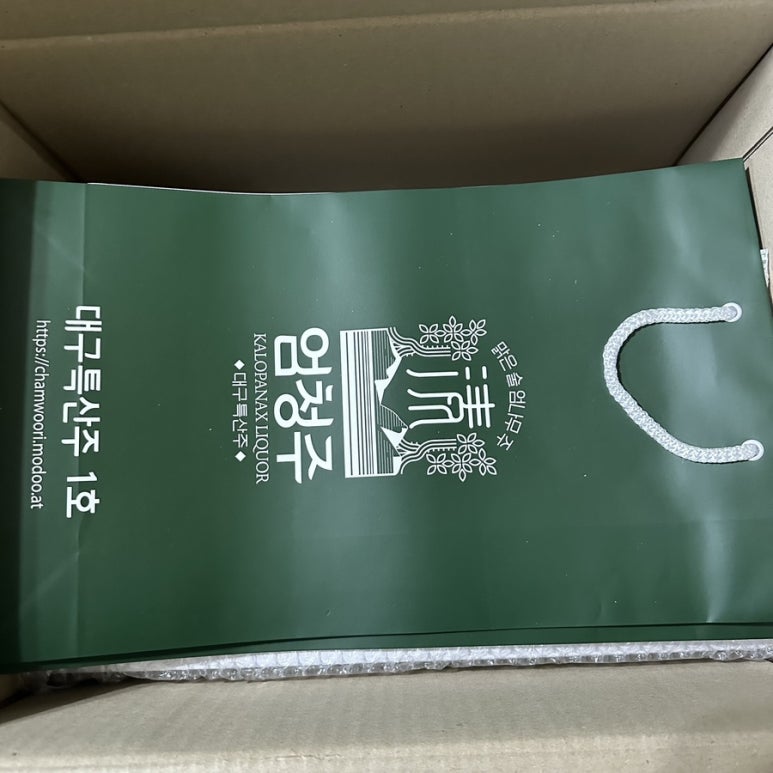 맑은 술 엄나무 주
淸
엄청주
KALOPANAX LIQUOR
◆대구특산주◆
대구특산주 1호
https://chamwoori.modoo.at